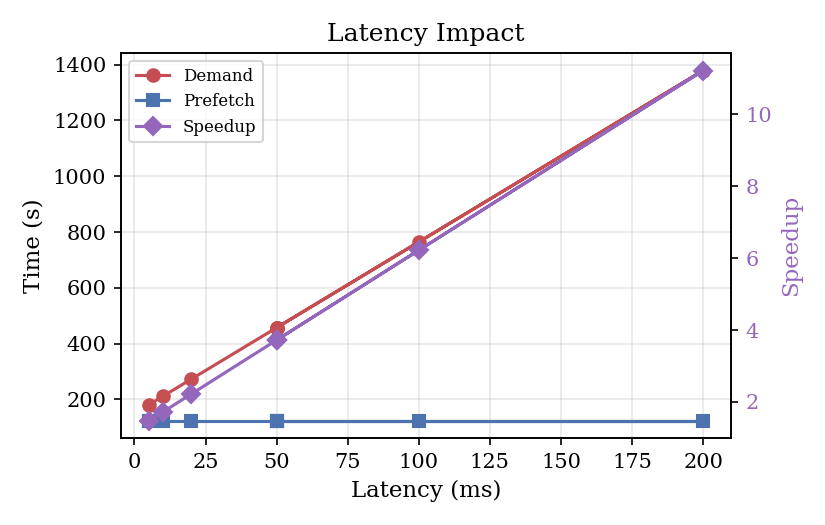 Latency Impact
Demand
Prefetch
Speedup
1400
1200
1000
800
600
400
200
Time (s)
10
8
6
4
2
Speedup
0 25 50 75 100 125 150 175 200
Latency (ms)